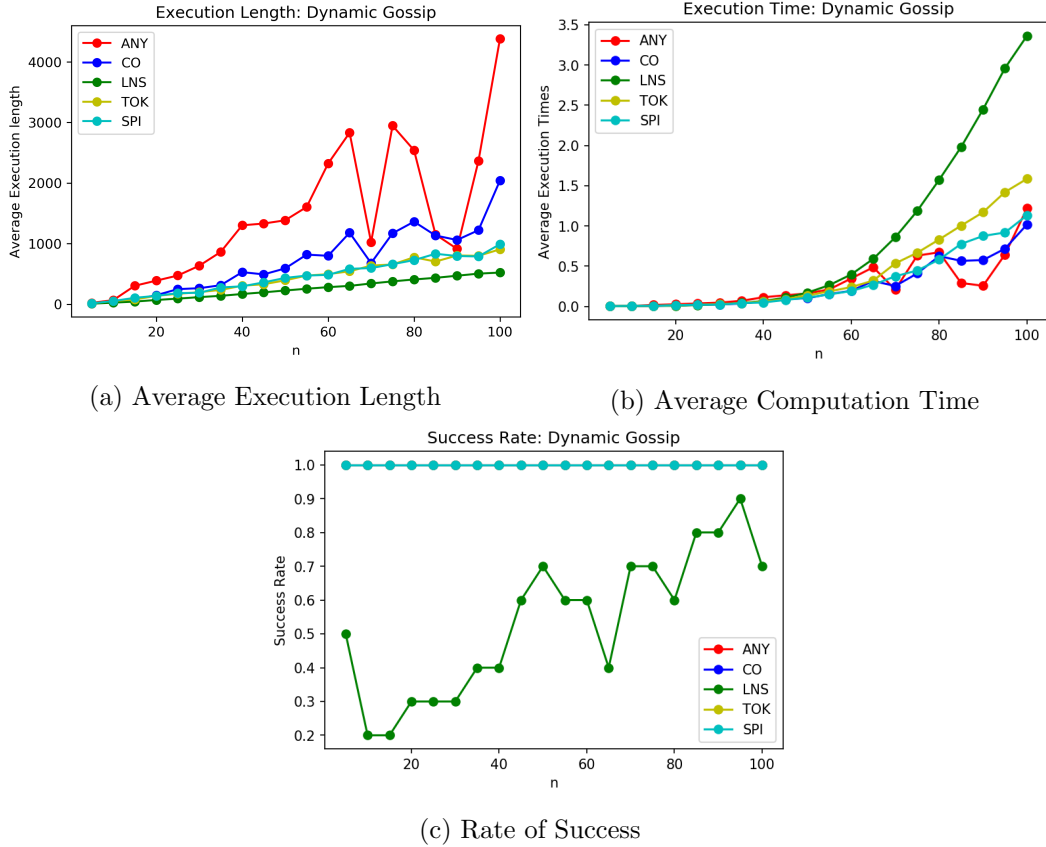 Execution Length: Dynamic Gossip
Average Execution length
4000
3000
2000
1000
0
ANY
CO
LNS
TOK
SPI
20
40
60
80
100
n
(a) Average Execution Length
Execution Time: Dynamic Gossip
Average Execution Times
3.5
3.0
2.5
2.0
1.5
1.0
0.5
0.0
ANY
CO
LNS
TOK
SPI
20
40
60
80
100
n
(b) Average Computation Time
Success Rate: Dynamic Gossip
Success Rate
1.0
0.9
0.8
0.7
0.6
0.5
0.4
0.3
0.2
ANY
CO
LNS
TOK
SPI
20
40
60
80
100
n
(c) Rate of Success